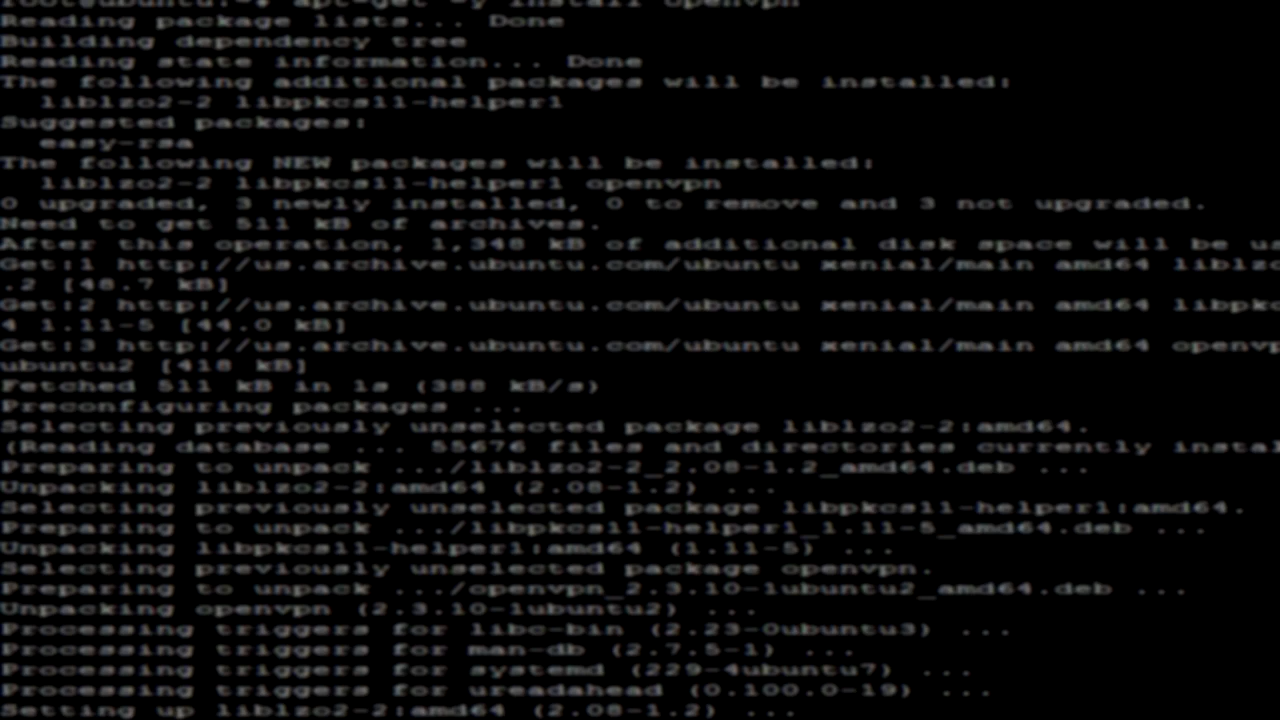 root@ubuntu:~# apt-get -y install openvpn
Reading package lists... Done
Building dependency tree
Reading state information... Done
The following additional packages will be installed:
liblzo2-2 libpkcs11-helper1
Suggested packages:
easy-rsa
The following NEW packages will be installed:
liblzo2-2 libpkcs11-helper1 openvpn
0 upgraded, 3 newly installed, 0 to remove and 3 not upgraded.
Need to get 511 kB of archives.
After this operation, 1,348 kB of additional disk space will be us
Get:1 http://us.archive.ubuntu.com/ubuntu xenial/main amd64 liblzo
.2 [48.7 kB]
Get:2 http://us.archive.ubuntu.com/ubuntu xenial/main amd64 libpkc
4 1.11-5 [44.0 kB]
Get:3 http://us.archive.ubuntu.com/ubuntu xenial/main amd64 openvp
ubuntu2 [418 kB]
Fetched 511 kB in 1s (388 kB/s)
Preconfiguring packages ...
Selecting previously unselected package liblzo2-2:amd64.
(Reading database ... 55676 files and directories currently instal
Preparing to unpack .../liblzo2-2_2.08-1.2_amd64.deb ...
Unpacking liblzo2-2:amd64 (2.08-1.2) ...
Selecting previously unselected package libpkcs11-helper1:amd64.
Preparing to unpack .../libpkcs11-helper1_1.11-5_amd64.deb ...
Unpacking libpkcs11-helper1:amd64 (1.11-5) ...
Selecting previously unselected package openvpn.
Preparing to unpack .../openvpn_2.3.10-1ubuntu2_amd64.deb ...
Unpacking openvpn (2.3.10-1ubuntu2) ...
Processing triggers for libc-bin (2.23-0ubuntu3) ...
Processing triggers for man-db (2.7.5-1) ...
Processing triggers for systemd (229-4ubuntu7) ...
Processing triggers for ureadahead (0.100.0-19) ...
Setting up liblzo2-2:amd64 (2.08-1.2) ...